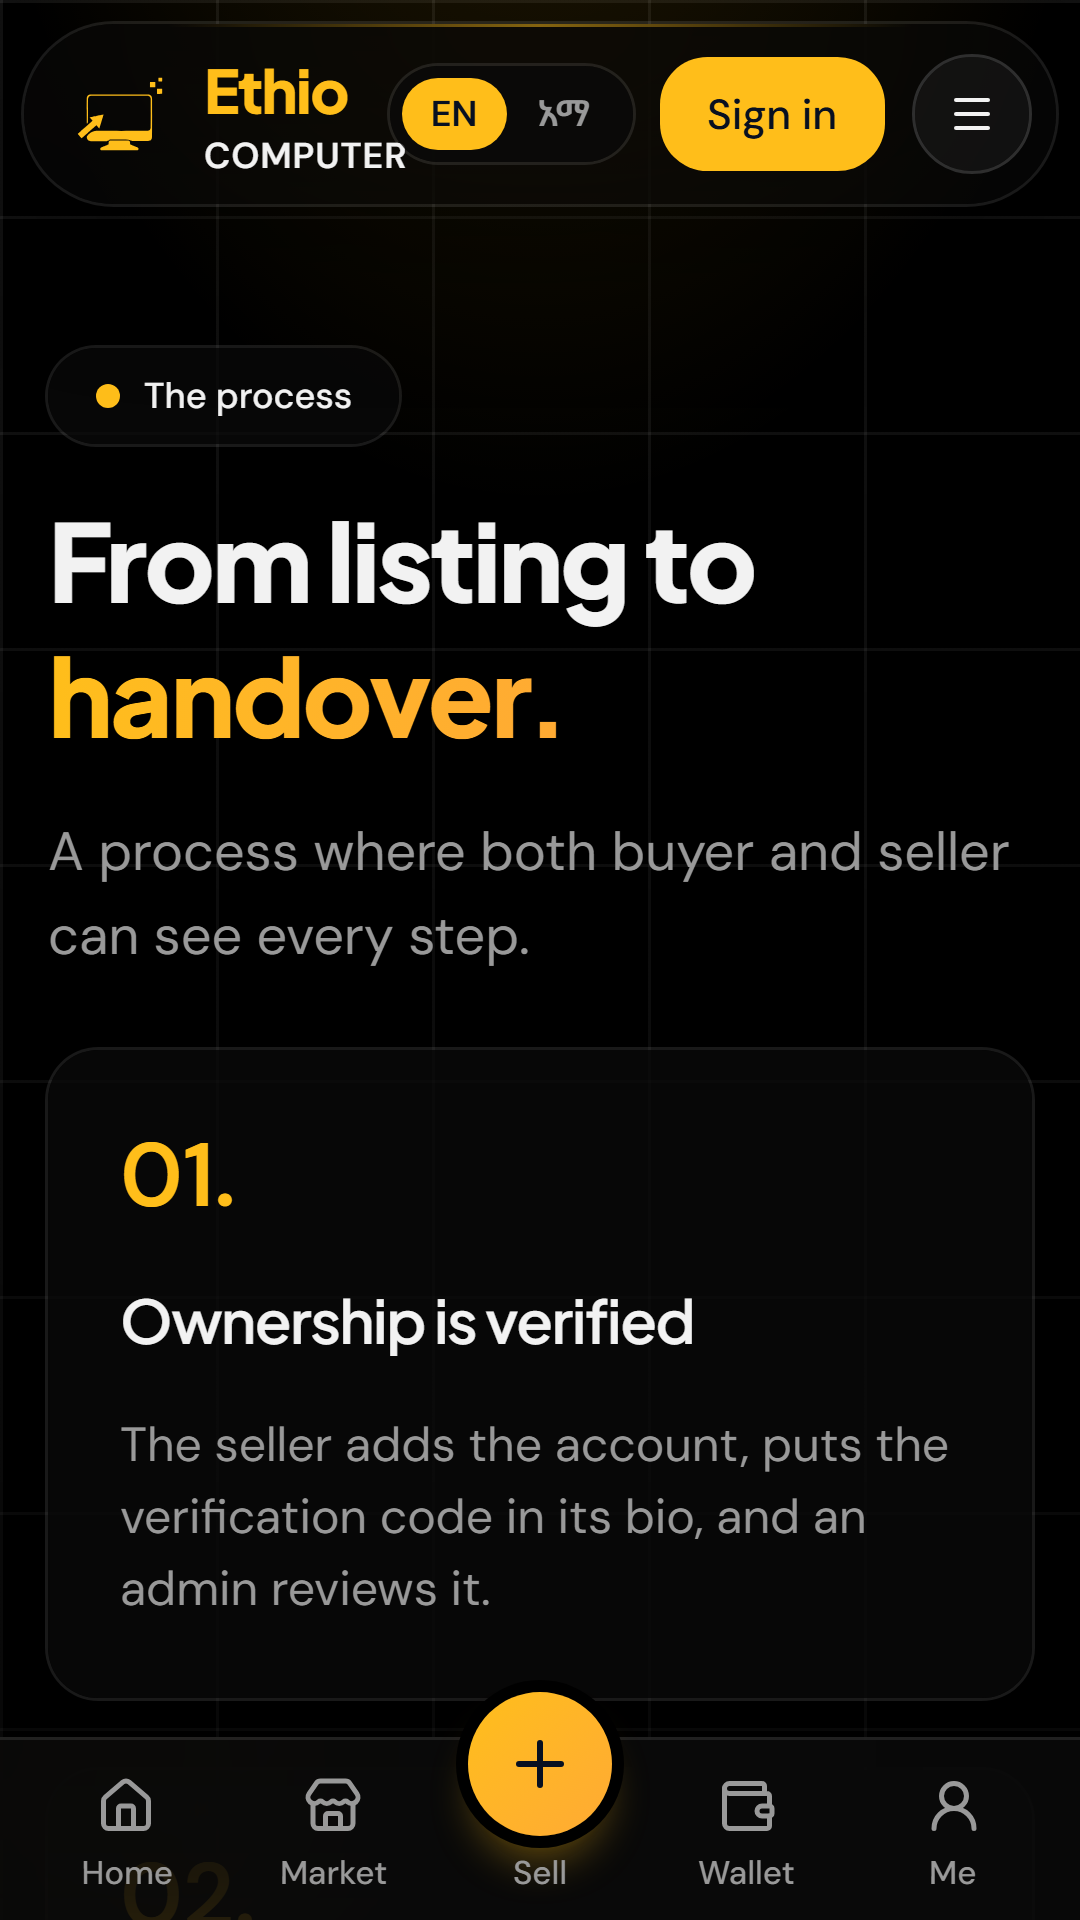 Ethio
COMPUTER
EN
አማ
Sign in
The process
From listing to
handover.
A process where both buyer and seller
can see every step.
01.
Ownership is verified
The seller adds the account, puts the
verification code in its bio, and an
admin reviews it.
02.
Home
Market
Sell
Wallet
Me